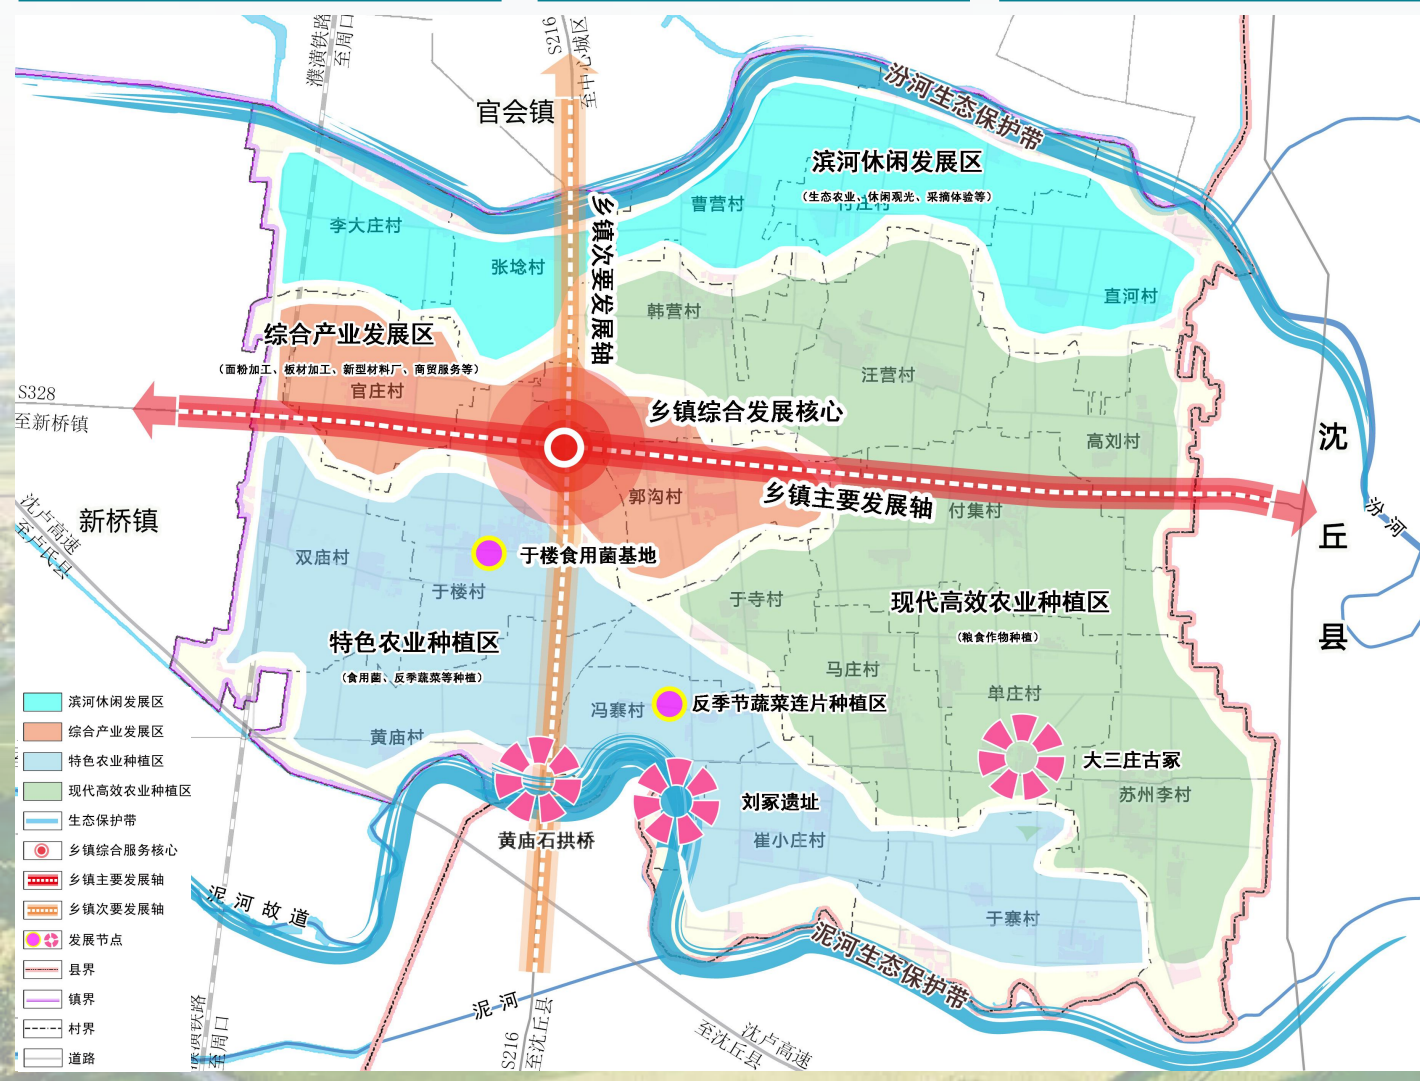 濮潢铁路
至周口
S216
至中心城区
官会镇
汾河生态保护带
滨河休闲发展区
(生态农业、休闲观光、采摘体验等)
付庄村
曹营村
李大庄村
乡镇次要发展轴
张埝村
直河村
韩营村
综合产业发展区
(面粉加工、板材加工、新型材料厂、商贸服务等)
官庄村
汪营村
S328
至新桥镇
乡镇综合发展核心
高刘村
沈丘县
郭沟村
乡镇主要发展轴
付集村
汾河
新桥镇
沈卢高速
至卢氏县
双庙村
于楼食用菌基地
于楼村
于寺村
现代高效农业种植区
(粮食作物种植)
特色农业种植区
(食用菌、反季蔬菜等种植)
马庄村
单庄村
冯寨村
反季节蔬菜连片种植区
黄庙村
大三庄古冢
苏州李村
刘冢遗址
黄庙石拱桥
崔小庄村
于寨村
泥河故道
泥河生态保护带
泥河
S216
至沈丘县
沈卢高速
至沈丘县
濮潢铁路
至周口
滨河休闲发展区
综合产业发展区
特色农业种植区
现代高效农业种植区
生态保护带
乡镇综合服务核心
乡镇主要发展轴
乡镇次要发展轴
发展节点
县界
镇界
村界
道路